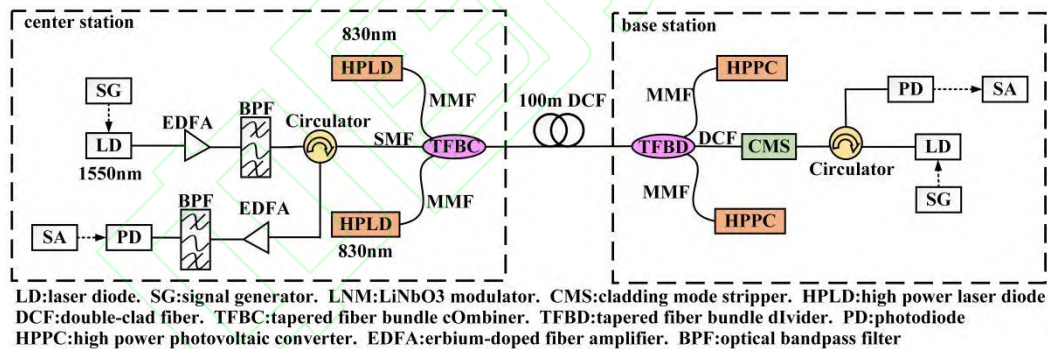 center station
830nm
HPLD
SG
EDFA
BPF
Circulator
MMF
LD
SMF
TFBC
1550nm
BPF
EDFA
MMF
SA
PD
HPLD
830nm
100m DCF
base station
HPPC
MMF
PD
SA
TFBD
DCF
CMS
LD
Circulator
MMF
SG
HPPC
LD:laser diode. SG:signal generator. LNM:LiNbO3 modulator. CMS:cladding mode stripper. HPLD:high power laser diode
DCF:double-clad fiber. TFBC:tapered fiber bundle cOmbiner. TFBD:tapered fiber bundle dIvider. PD:photodiode
HPPC:high power photovoltaic converter. EDFA:erbium-doped fiber amplifier. BPF:optical bandpass filter